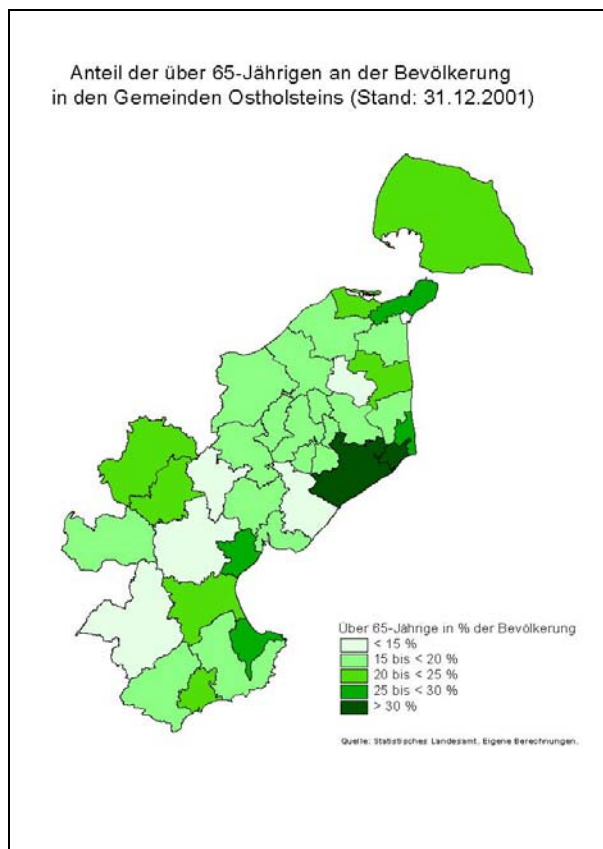 Anteil der über 65-Jährigen an der Bevölkerung
in den Gemeinden Ostholsteins (Stand: 31.12.2001)
Über 65-Jährige in % der Bevölkerung
< 15 %
15 bis < 20 %
20 bis < 25 %
25 bis < 30 %
> 30 %
Quelle: Statistisches Landesamt, Eigene Berechnungen.